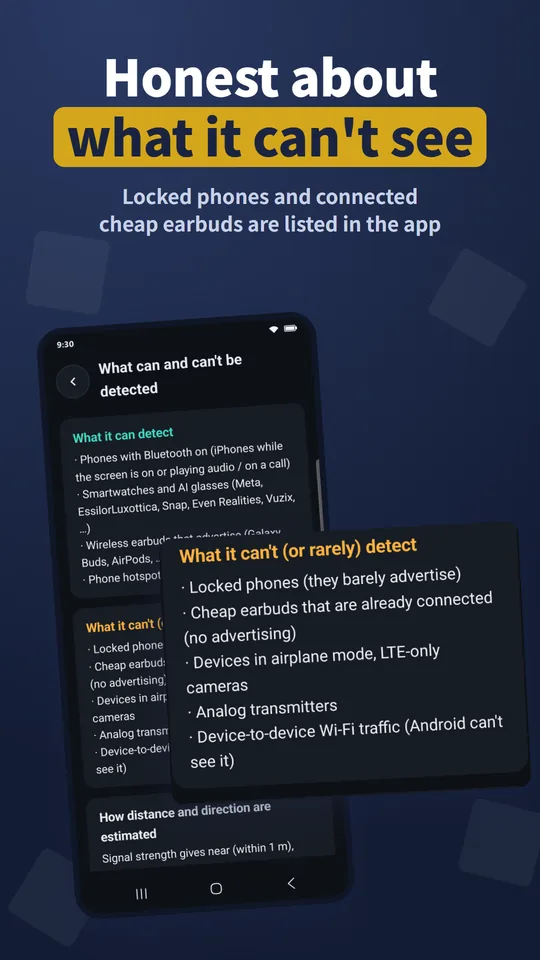 Honest about
what it can't see
Locked phones and connected
cheap earbuds are listed in the app
9:30
What can and can't be
detected
What it can detect
· Phones with Bluetooth on (iPhones while
the screen is on or playing audio / on a call)
· Smartwatches and AI glasses (Meta,
EssilorLuxottica, Snap, Even Realities, Vuzix,
…)
· Wireless earbuds that advertise (Galaxy
Buds, AirPods, …
· Phone hotspot
What it can't (
· Locked phone
· Cheap earbuds
(no advertising)
· Devices in airp
cameras
· Analog transm
· Device-to-devi
see it)
What it can't (or rarely) detect
· Locked phones (they barely advertise)
· Cheap earbuds that are already connected
(no advertising)
· Devices in airplane mode, LTE-only
cameras
· Analog transmitters
· Device-to-device Wi-Fi traffic (Android can't
see it)
How distance and direction are
estimated
Signal strength gives near (within 1 m),